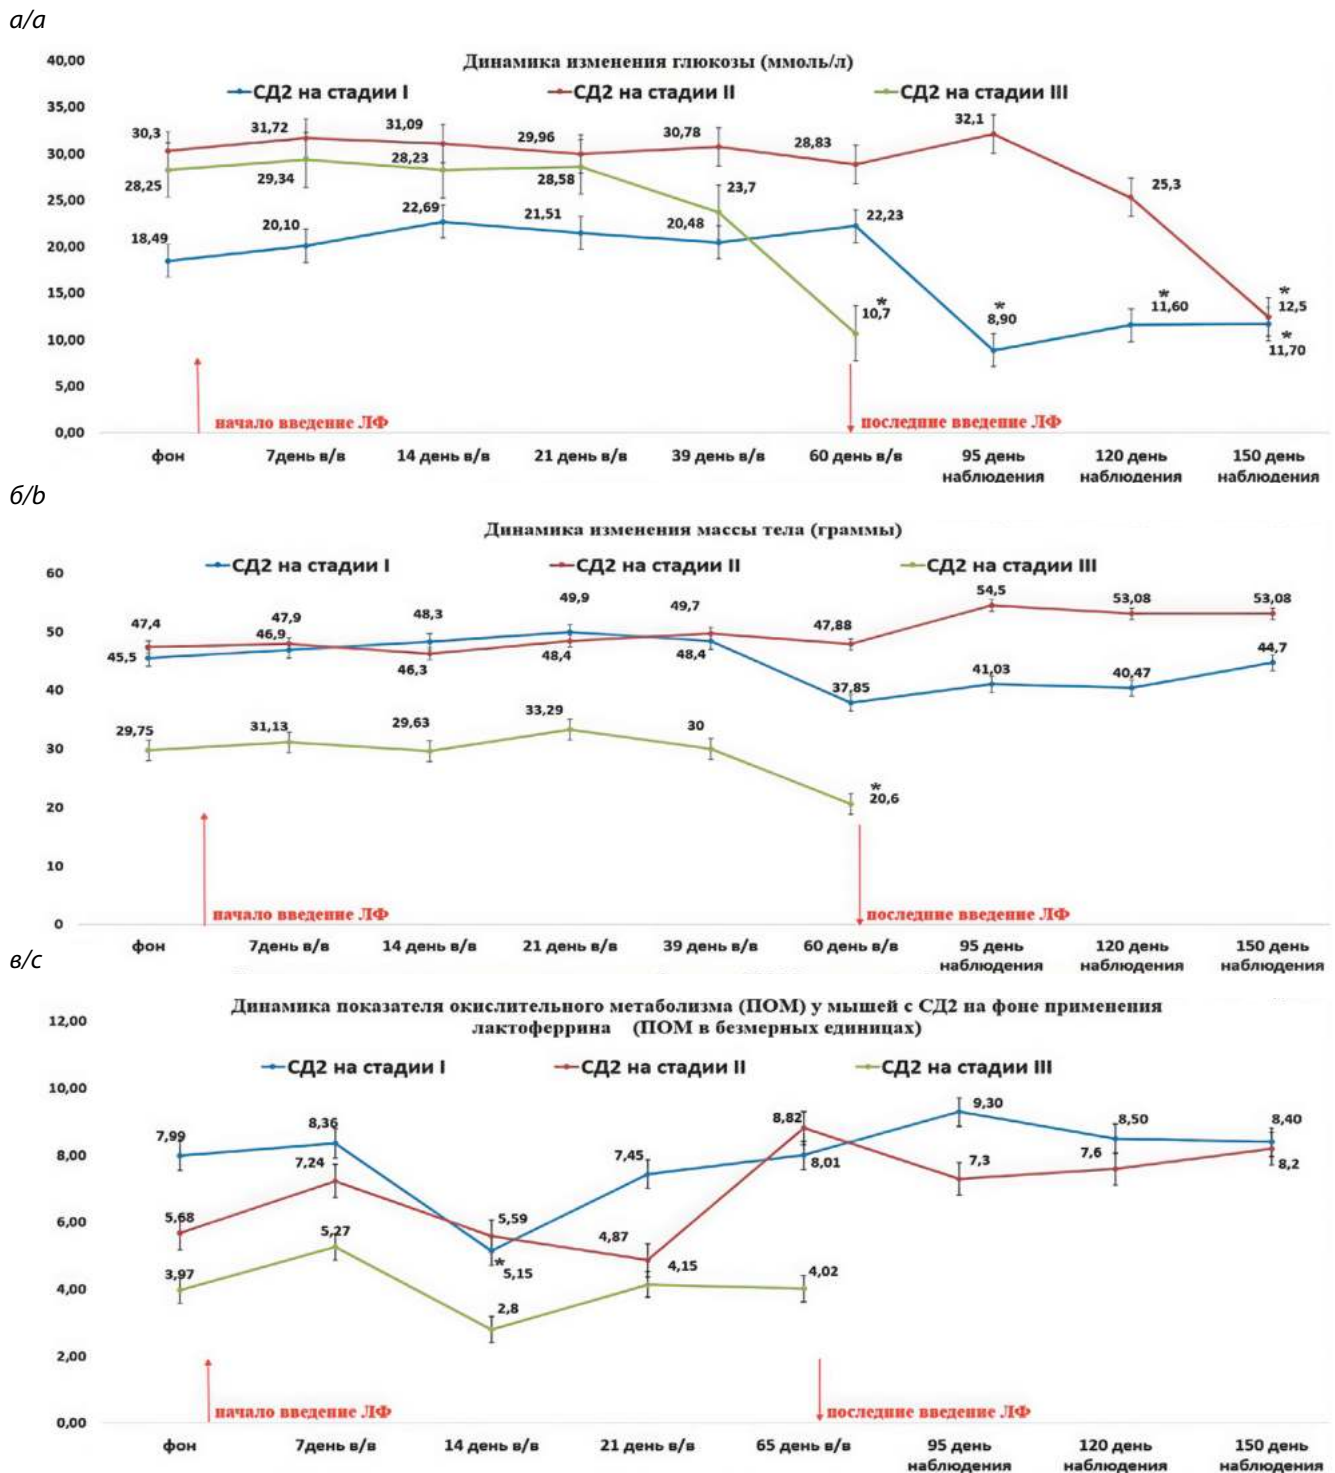 а/a
Динамика изменения глюкозы (ммоль/л)
СД2 на стадии I СД2 на стадии II СД2 на стадии III
40,00
35,00
30,00
25,00
20,00
15,00
10,00
5,00
0,00
30,3 31,72 31,09 29,96 30,78 28,83 32,1 25,3 * 12,5
28,25 29,34 28,23 28,58 23,7 * 10,7
18,49 20,10 22,69 21,51 20,48 22,23 * 8,90 * 11,60 * 11,70
начало введение ЛФ последние введение ЛФ
фон 7день в/в 14 день в/в 21 день в/в 39 день в/в 60 день в/в 95 день 120 день 150 день
наблюдения наблюдения наблюдения
б/b
Динамика изменения массы тела (граммы)
СД2 на стадии I СД2 на стадии II СД2 на стадии III
60
50
40
30
20
10
0
47,4 47,9 48,3 49,9 49,7 47,88 54,5 53,08 53,08
45,5 46,9 46,3 48,4 48,4 37,85 41,03 40,47 44,7
29,75 31,13 29,63 33,29 30 * 20,6
начало введение ЛФ последние введение ЛФ
фон 7день в/в 14 день в/в 21 день в/в 39 день в/в 60 день в/в 95 день 120 день 150 день
наблюдения наблюдения наблюдения
в/c
Динамика показателя окислительного метаболизма (ПОМ) у мышей с СД2 на фоне применения
лактоферрина (ПОМ в безмерных единицах)
СД2 на стадии I СД2 на стадии II СД2 на стадии III
12,00
10,00
8,00
6,00
4,00
2,00
0,00
7,99 8,36 * 5,15 7,45 8,01 9,30 8,50 8,40
5,68 7,24 5,59 4,87 8,82 7,3 7,6 8,2
3,97 5,27 2,8 4,15 4,02
начало введение ЛФ последние введение ЛФ
фон 7день в/в 14 день в/в 21 день в/в 65 день в/в 95 день 120 день 150 день
наблюдения наблюдения наблюдения